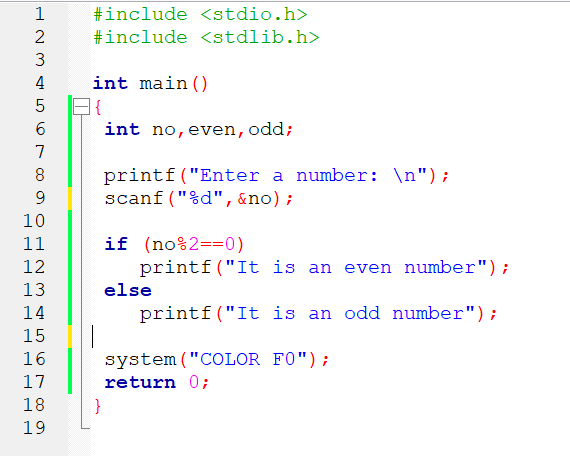 1 #include <stdio.h>
2 #include <stdlib.h>
3
4 int main()
5 {
6 int no,even,odd;
7
8 printf("Enter a number: \n");
9 scanf("%d",&no);
10
11 if (no%2==0)
12 printf("It is an even number");
13 else
14 printf("It is an odd number");
15
16 system("COLOR F0");
17 return 0;
18 }
19